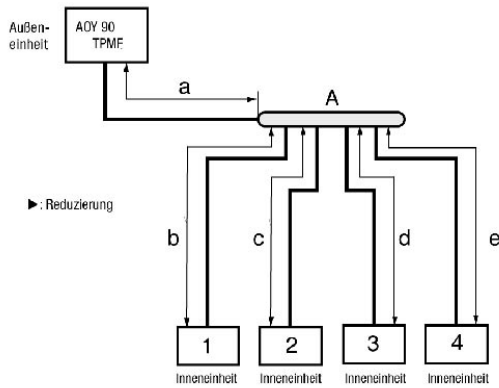 Außen-
einheit
AOY 90
TPMF
a
A
▶: Reduzierung
b
c
d
e
1
2
3
4
Inneneinheit
Inneneinheit
Inneneinheit
Inneneinheit